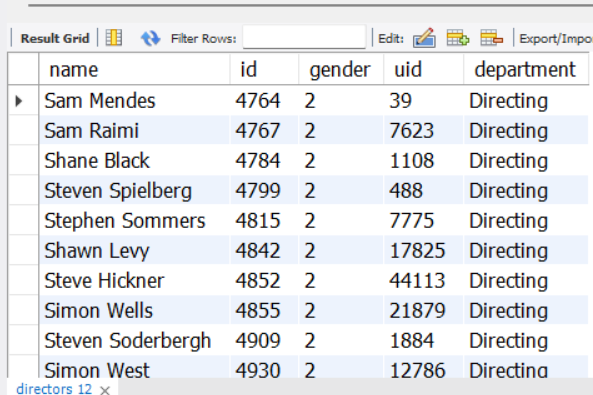 Result Grid Filter Rows: Edit: Export/Impo
name id gender uid department
Sam Mendes 4764 2 39 Directing
Sam Raimi 4767 2 7623 Directing
Shane Black 4784 2 1108 Directing
Steven Spielberg 4799 2 488 Directing
Stephen Sommers 4815 2 7775 Directing
Shawn Levy 4842 2 17825 Directing
Steve Hickner 4852 2 44113 Directing
Simon Wells 4855 2 21879 Directing
Steven Soderbergh 4909 2 1884 Directing
Simon West 4930 2 12786 Directing
directors 12 ×